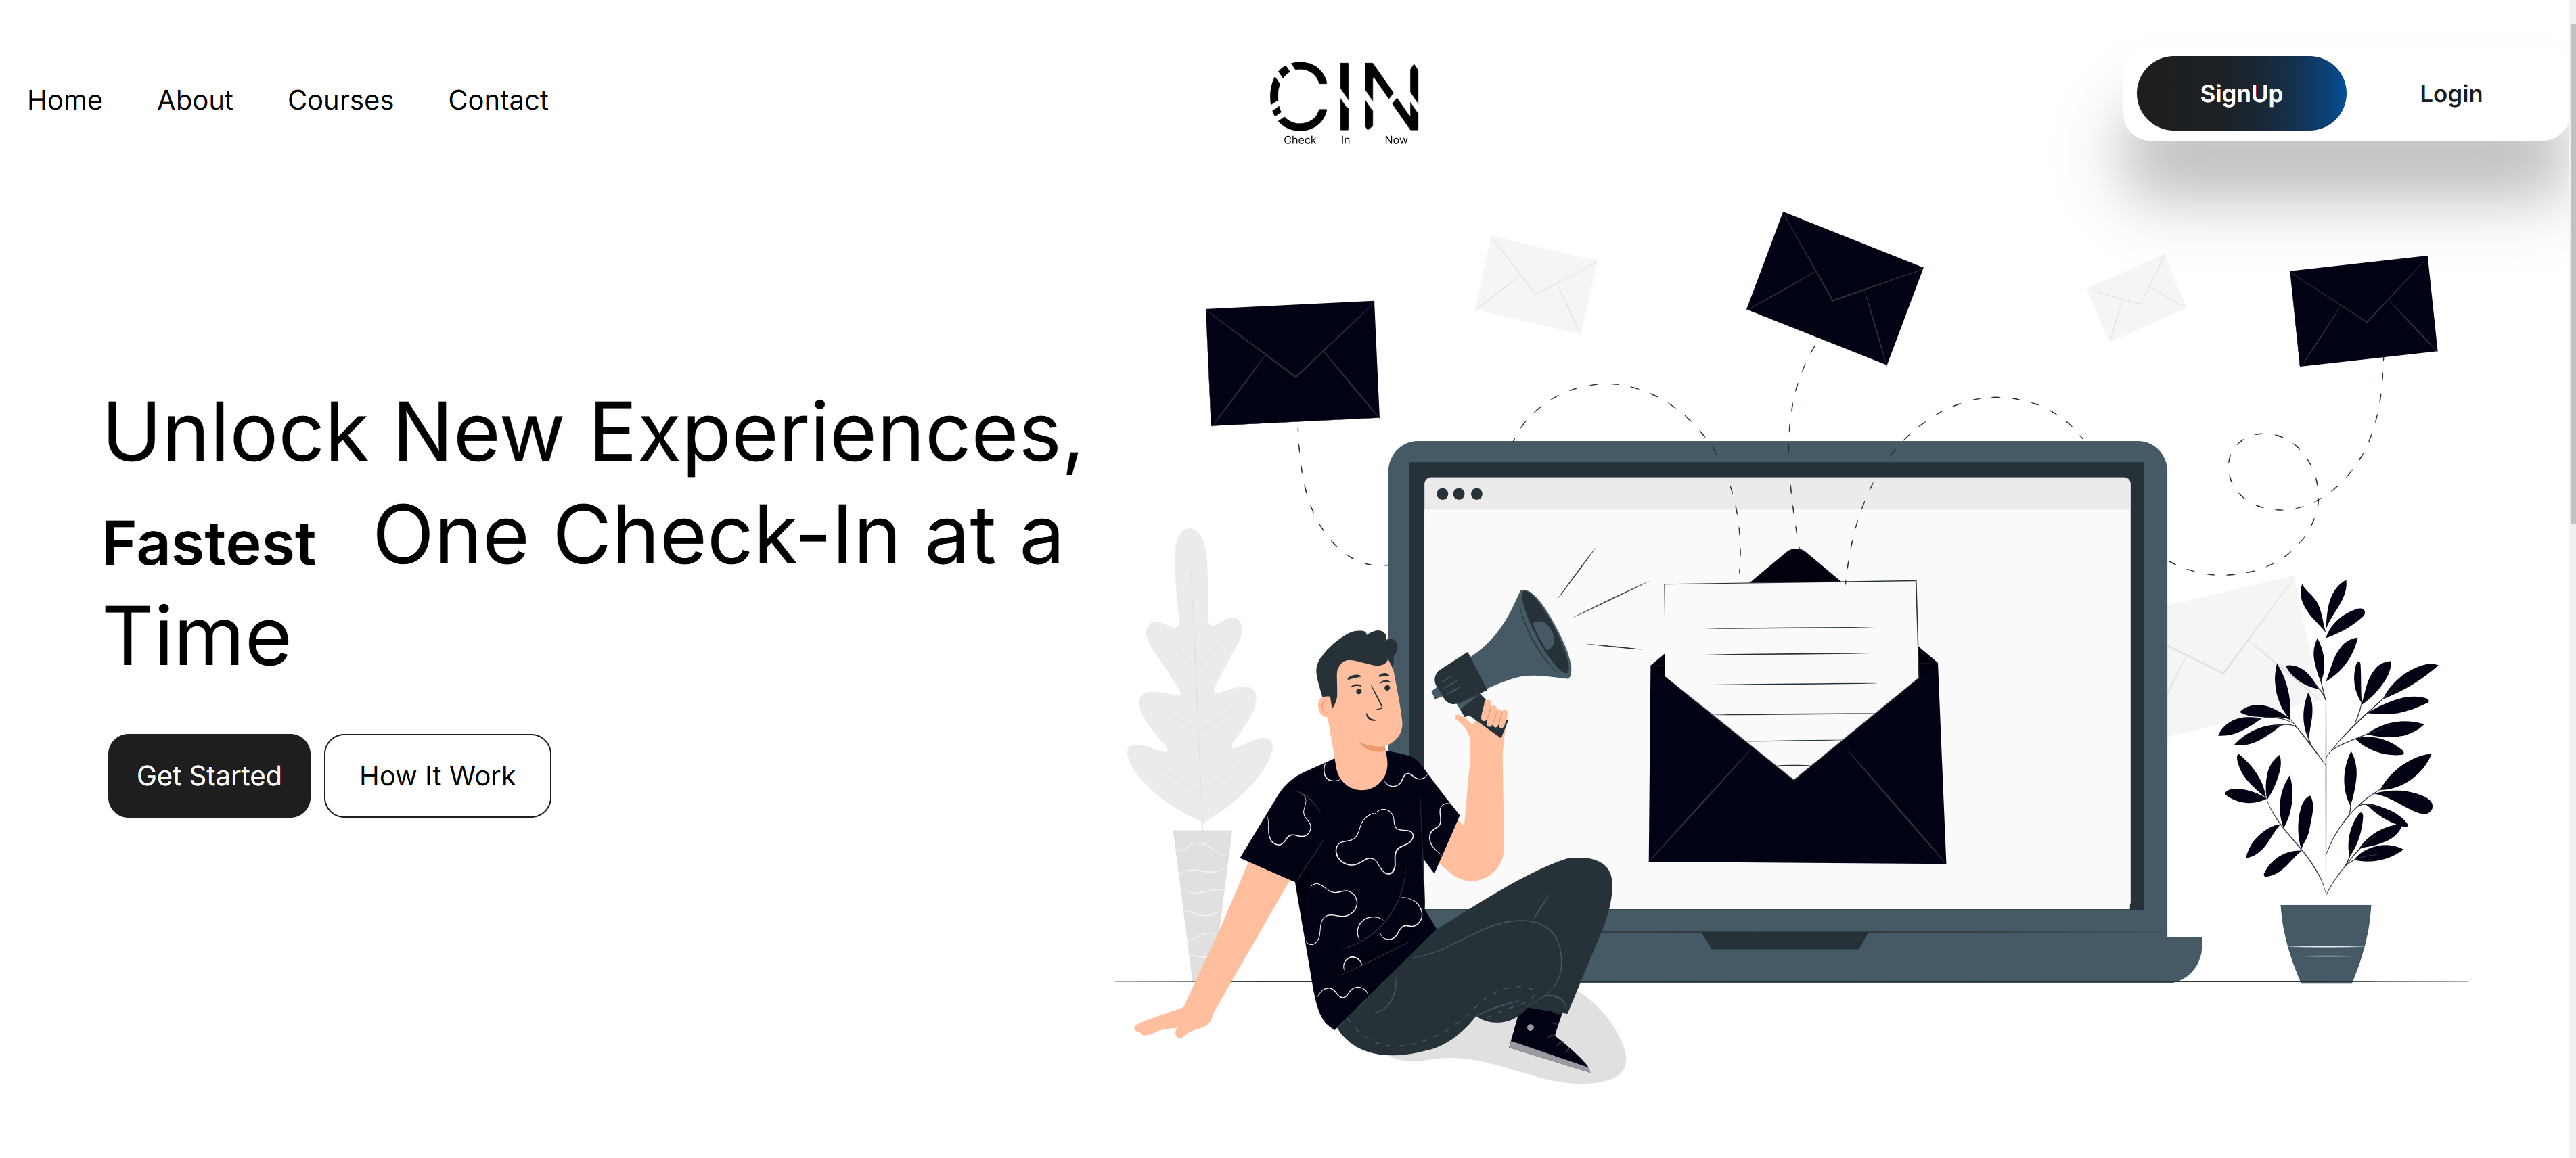 Home About Courses Contact
CIN
Check In Now
SignUp Login
Unlock New Experiences,
Fastest One Check-In at a
Time
Get Started How It Work